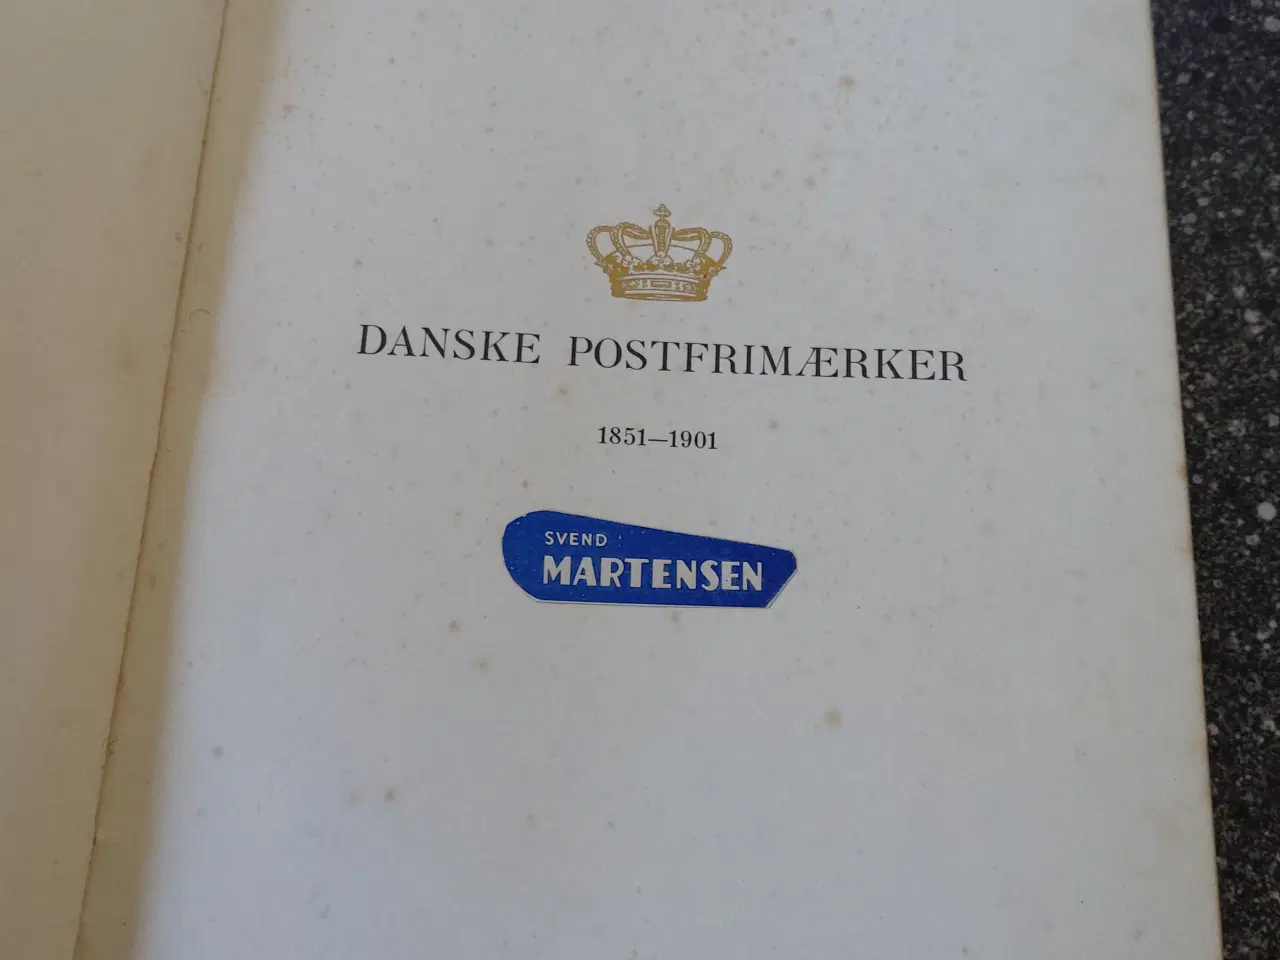 DANSKE POSTFRIMÆRKER
1851—1901
SVEND
MARTENSEN